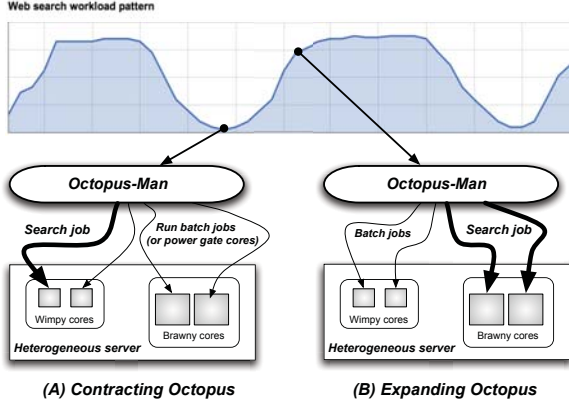 Web search workload pattern
Octopus-Man
Search job
Run batch jobs
(or power gate cores)
Wimpy cores
Brawny cores
Heterogeneous server
(A) Contracting Octopus
Octopus-Man
Batch jobs
Search job
Wimpy cores
Brawny cores
Heterogeneous server
(B) Expanding Octopus